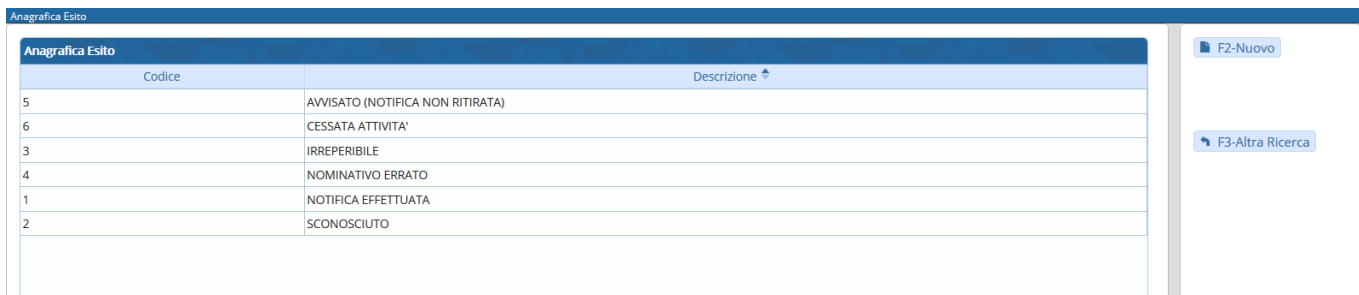 Anagrafica Esito
Anagrafica Esito
Codice Descrizione
5 AVVISATO (NOTIFICA NON RITIRATA)
6 CESSATA ATTIVITA'
3 IRREPERIBILE
4 NOMINATIVO ERRATO
1 NOTIFICA EFFETTUATA
2 SCONOSCIUTO
F2-Nuovo
F3-Altra Ricerca